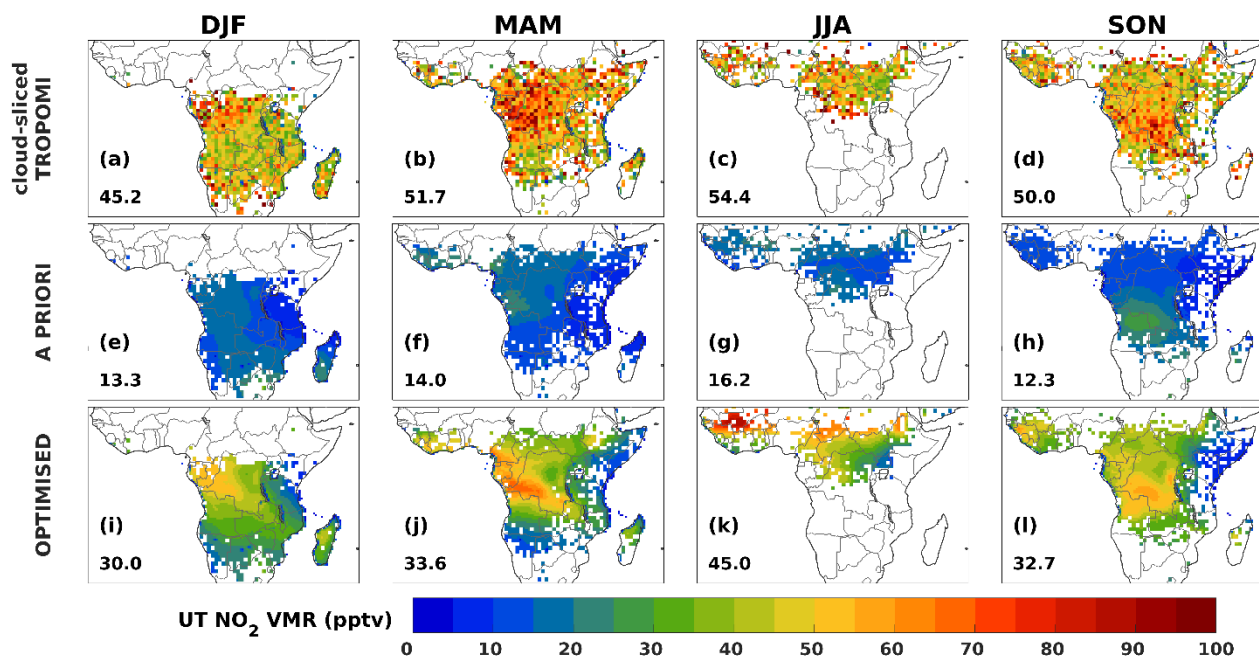 DJF MAM JJA SON
cloud-sliced
TROPOMI
(a) (b) (c) (d)
45.2 51.7 54.4 50.0
A PRIORI
(e) (f) (g) (h)
13.3 14.0 16.2 12.3
OPTIMISED
(i) (j) (k) (l)
30.0 33.6 45.0 32.7
UT NO₂ VMR (pptv)
0 10 20 30 40 50 60 70 80 90 100